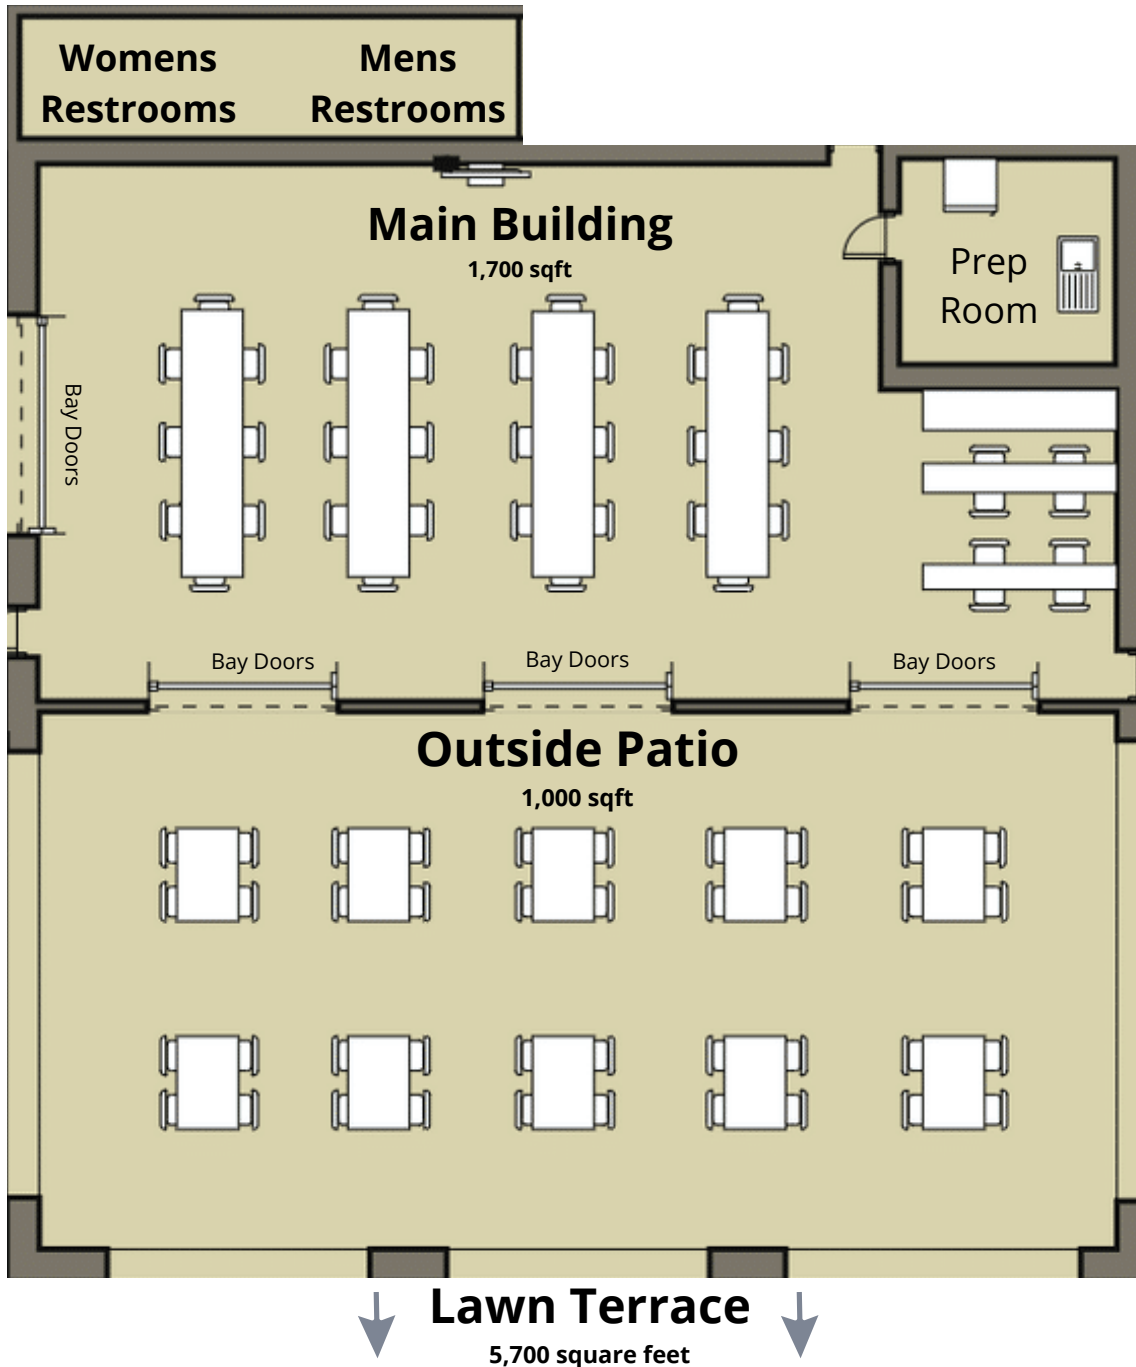 Womens
Restrooms
Mens
Restrooms
Main Building
1,700 sqft
Prep
Room
Bay Doors
Bay Doors
Bay Doors
Bay Doors
Outside Patio
1,000 sqft
Lawn Terrace
5,700 square feet